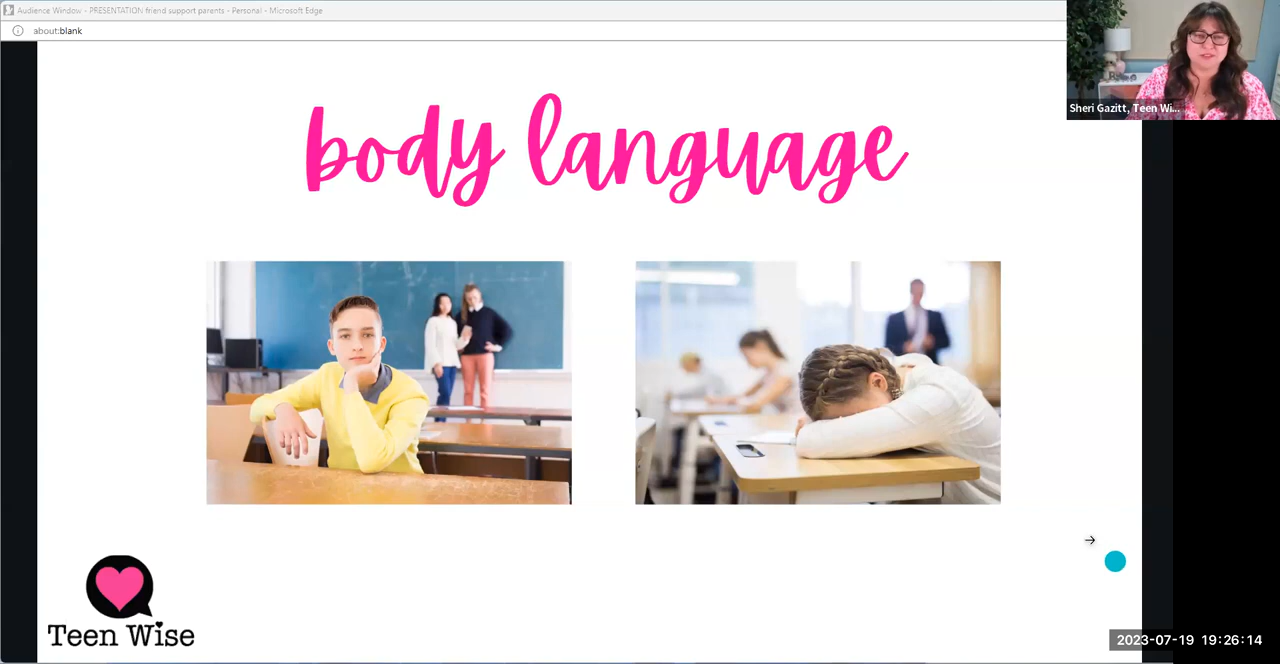 Audience Window - PRESENTATION friend support parents - Personal - Microsoft Edge
about:blank
Sheri Gazitt, Teen Wi...
body language
Teen Wise
2023-07-19 19:26:14